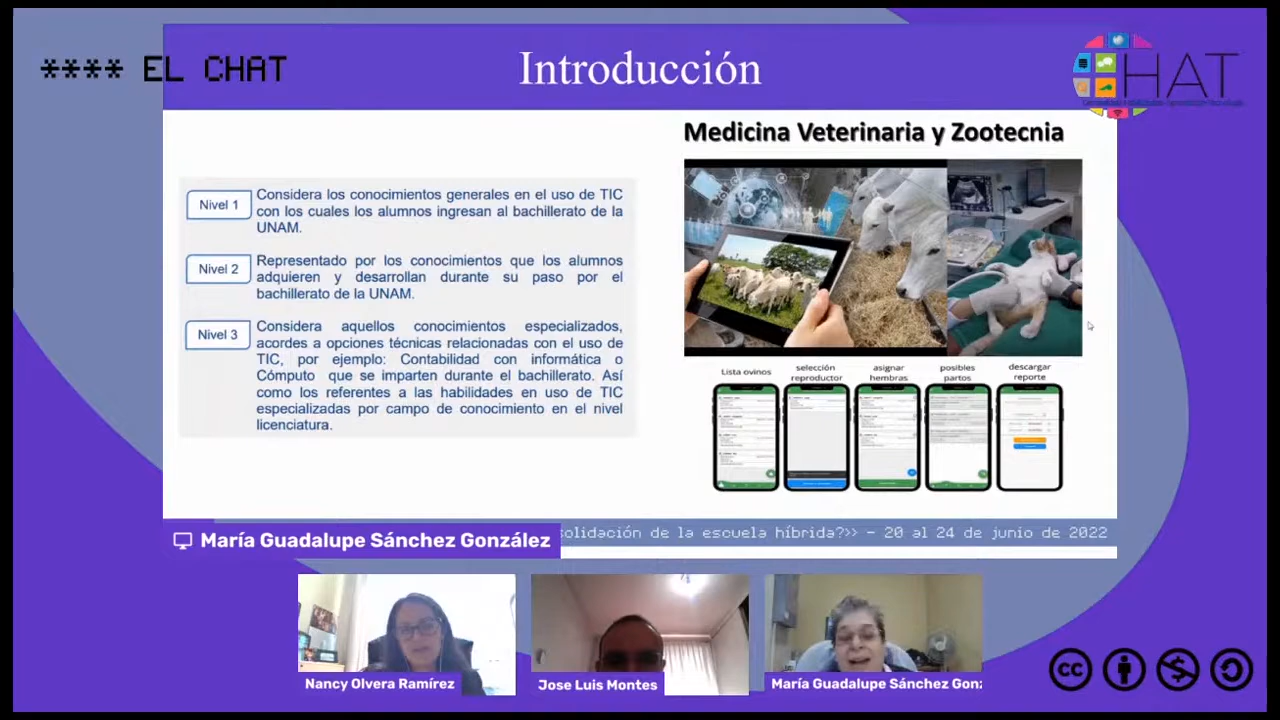 **** EL CHAT
Introducción
HAT
Medicina Veterinaria y Zootecnia
Nivel 1
Considera los conocimientos generales en el uso de TIC
con los cuales los alumnos ingresan al bachillerato de la
UNAM.
Nivel 2
Representado por los conocimientos que los alumnos
adquieren y desarrollan durante su paso por el
bachillerato de la UNAM.
Nivel 3
Considera aquellos conocimientos especializados,
acordes a opciones técnicas relacionadas con el uso de
TIC, por ejemplo: Contabilidad con informática o
Cómputo que se imparten durante el bachillerato. Así
como los referentes a las habilidades en uso de TIC
especializadas por campo de conocimiento en el nivel
licenciatura.
Lista ovinos
selección
reproductor
asignar
hembras
posibles
partos
descargar
reporte
María Guadalupe Sánchez González
solidación de la escuela híbrida?>> - 20 al 24 de junio de 2022
Nancy Olvera Ramírez
Jose Luis Montes
María Guadalupe Sánchez Gonz
cc